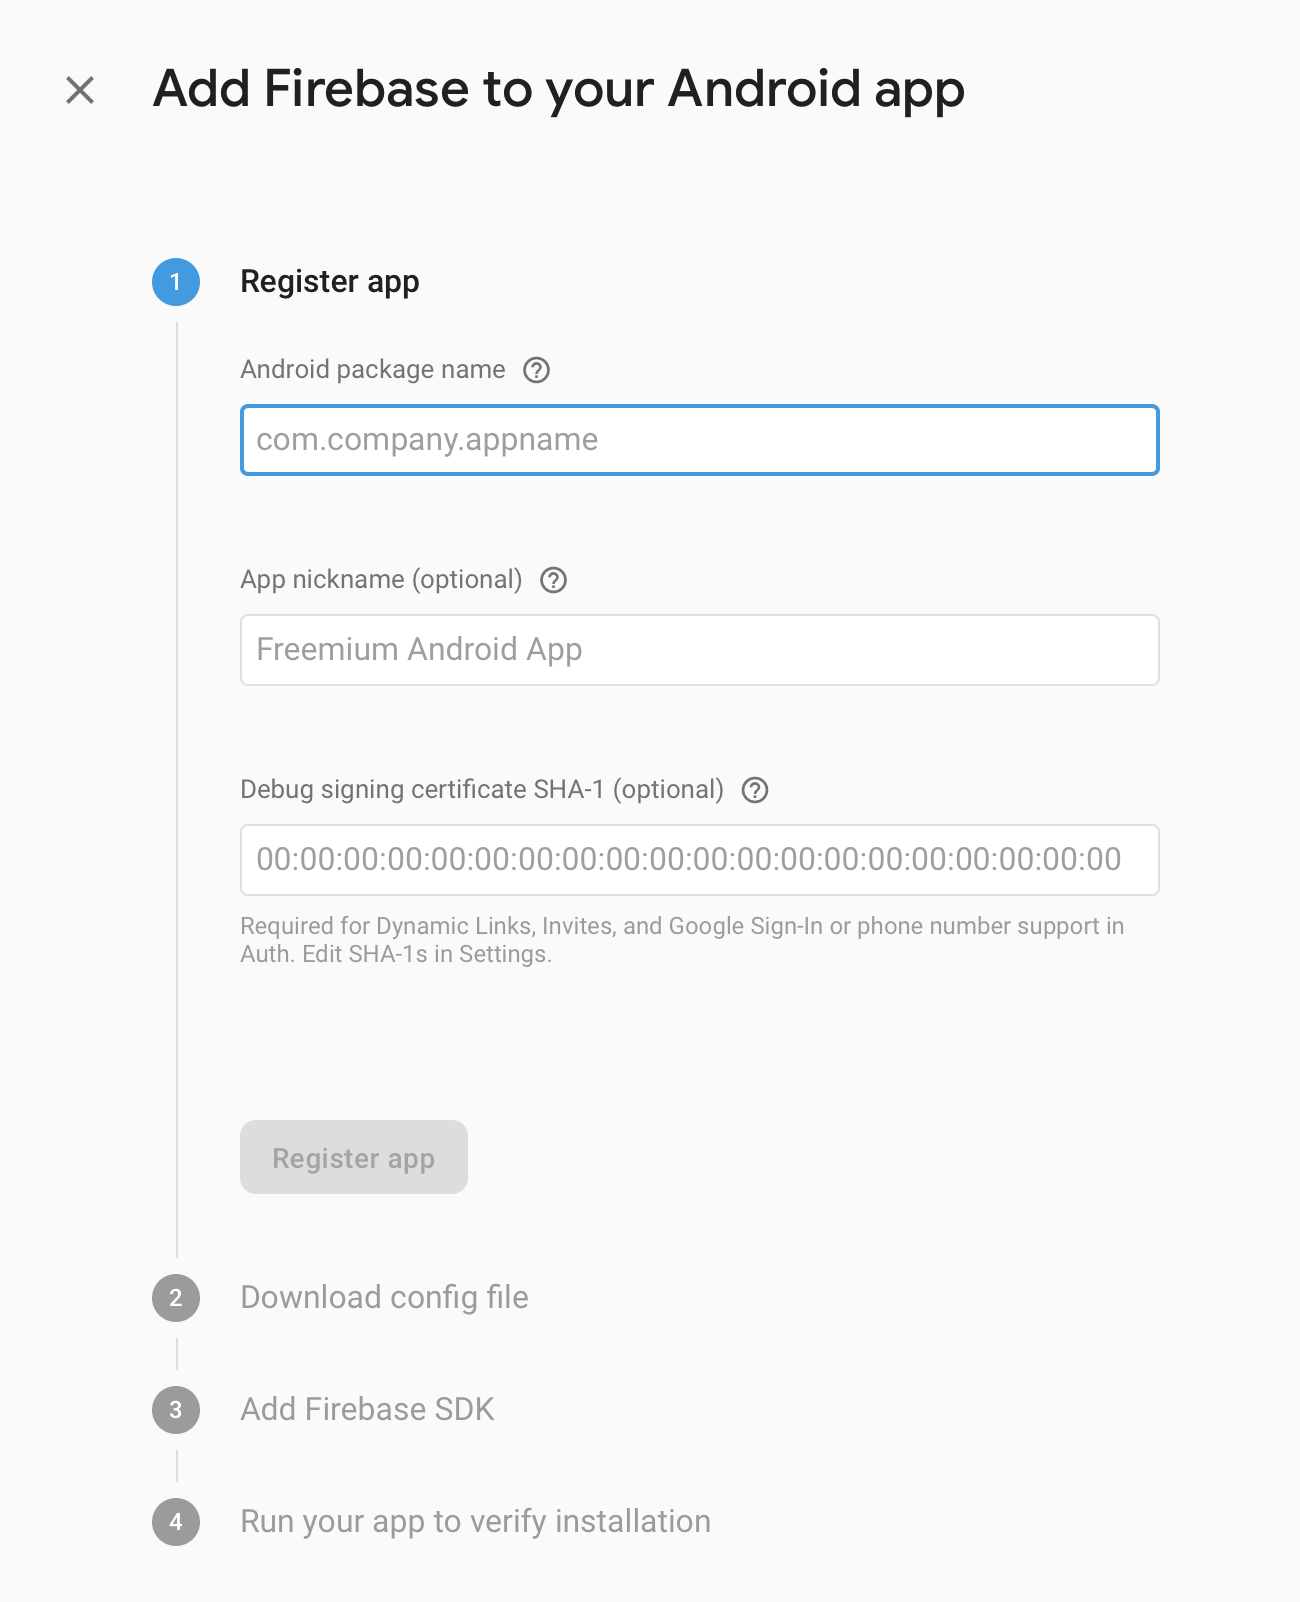 Add Firebase to your Android app
1 Register app
Android package name ?
com.company.appname
App nickname (optional) ?
Freemium Android App
Debug signing certificate SHA-1 (optional) ?
00:00:00:00:00:00:00:00:00:00:00:00:00:00:00:00:00:00:00:00
Required for Dynamic Links, Invites, and Google Sign-In or phone number support in
Auth. Edit SHA-1s in Settings.
Register app
2 Download config file
3 Add Firebase SDK
4 Run your app to verify installation